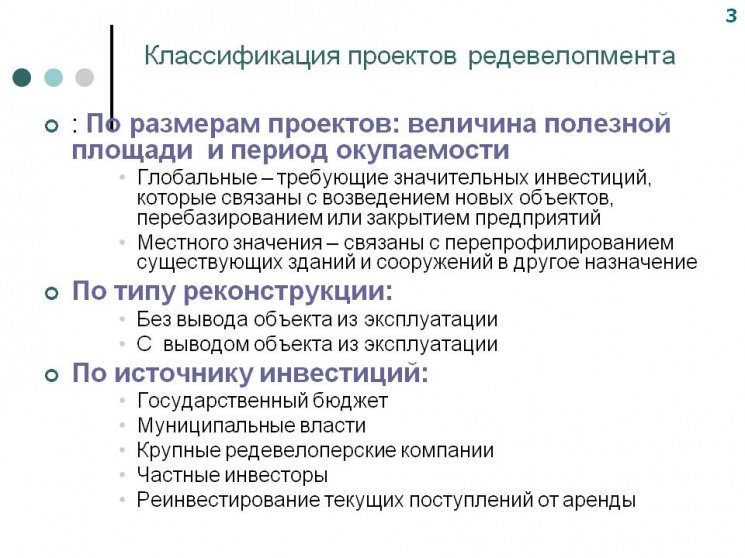 3
Классификация проектов редевелопмента
: По размерам проектов: величина полезной
площади и период окупаемости
Глобальные – требующие значительных инвестиций,
которые связаны с возведением новых объектов,
перебазированием или закрытием предприятий
Местного значения – связаны с перепрофилированием
существующих зданий и сооружений в другое назначение
По типу реконструкции:
Без вывода объекта из эксплуатации
С выводом объекта из эксплуатации
По источнику инвестиций:
Государственный бюджет
Муниципальные власти
Крупные редевелоперские компании
Частные инвесторы
Реинвестирование текущих поступлений от аренды